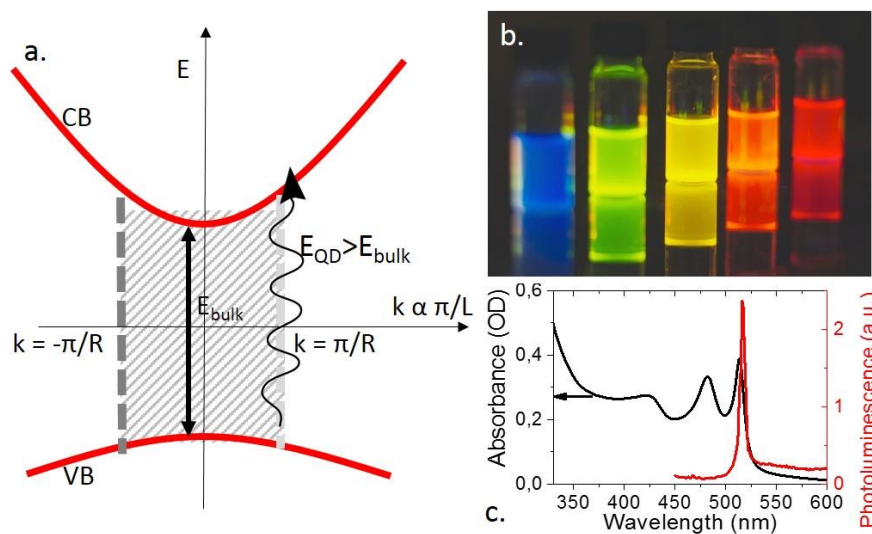 a.
E
CB
E_QD>E_bulk
E_bulk
k α π/L
k = -π/R
k = π/R
VB
b.
0,6
0,4
0,2
0,0
Absorbance (OD)
2
1
0
Photoluminescence (a.u.)
350 400 450 500 550 600
Wavelength (nm)
c.